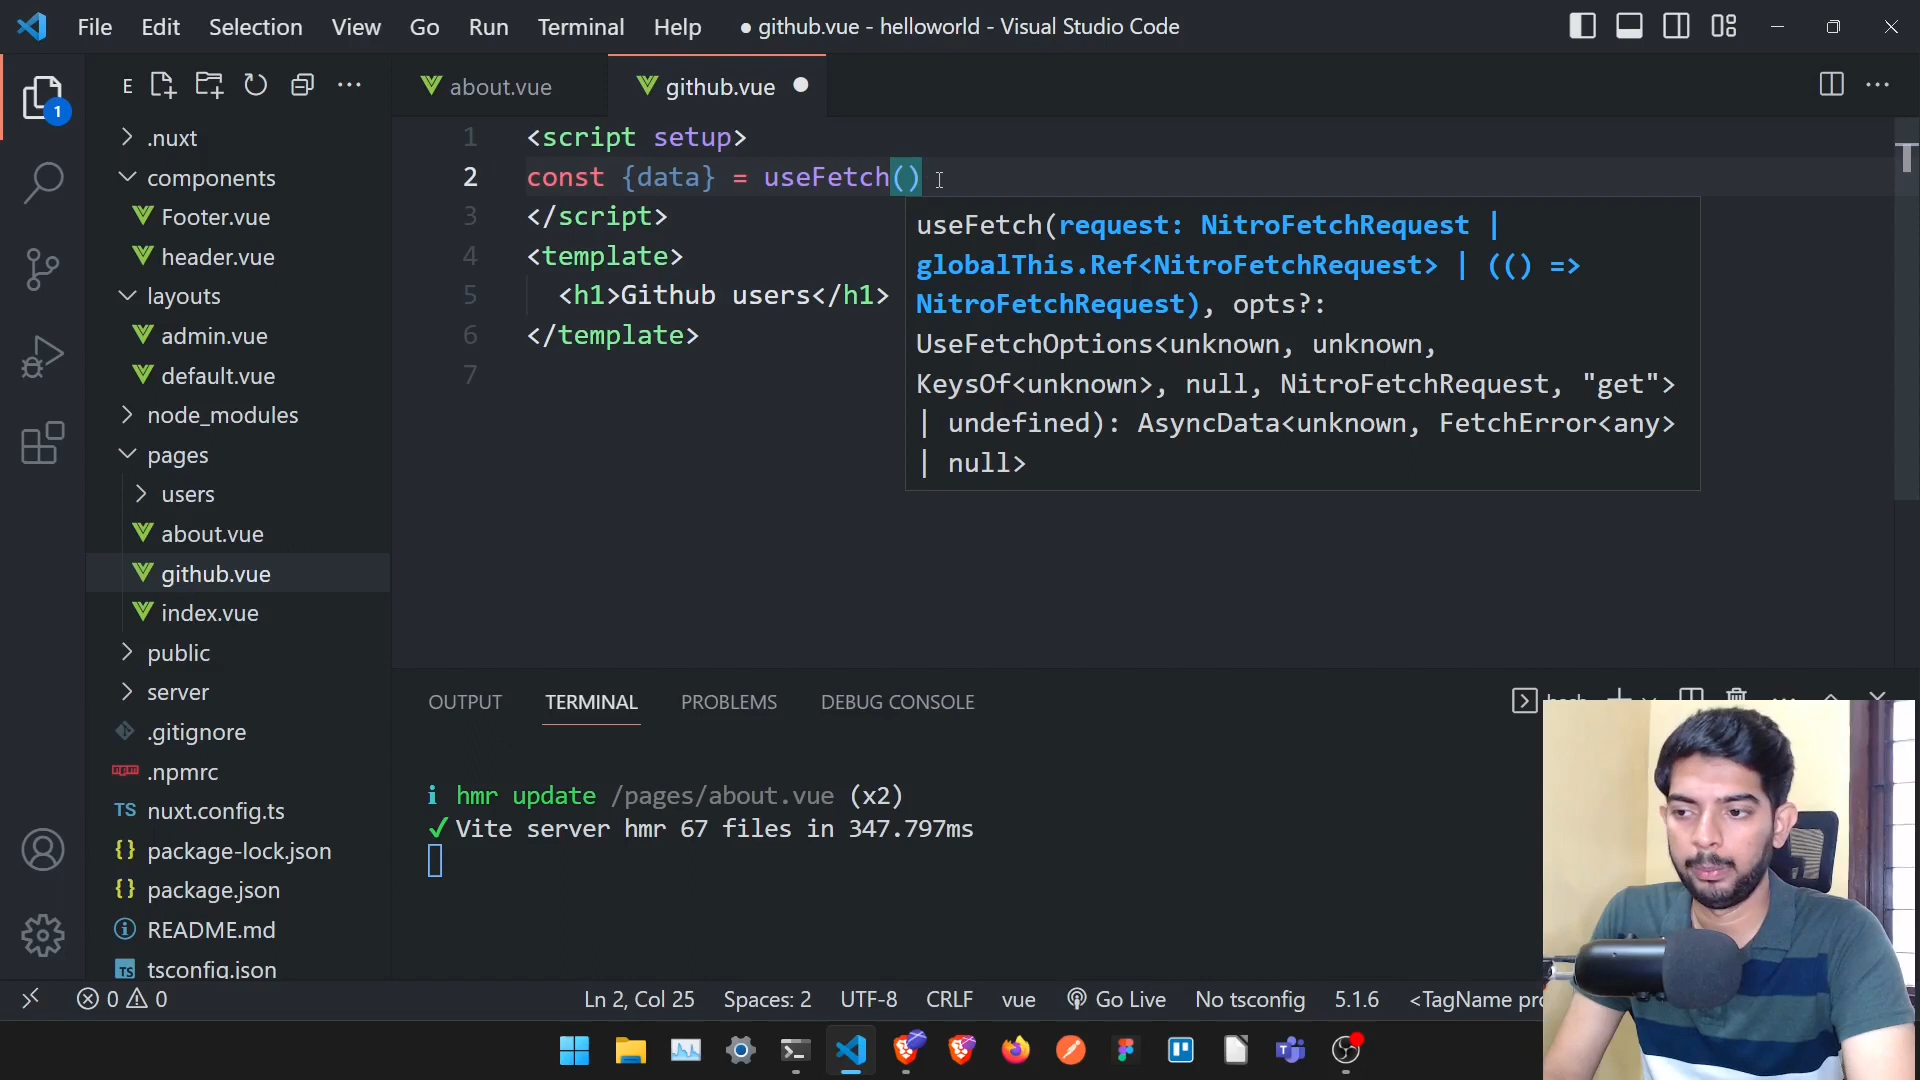 File Edit Selection View Go Run Terminal Help ● github.vue - helloworld - Visual Studio Code
1
E
about.vue
github.vue
.nuxt
components
Footer.vue
header.vue
layouts
admin.vue
default.vue
node_modules
pages
users
about.vue
github.vue
index.vue
public
server
.gitignore
.npmrc
TS nuxt.config.ts
{} package-lock.json
{} package.json
README.md
TS tsconfig.json
1 <script setup>
2 const {data} = useFetch()
3 </script>
4 <template>
5 <h1>Github users</h1>
6 </template>
7
useFetch(request: NitroFetchRequest |
globalThis.Ref<NitroFetchRequest> | (() =>
NitroFetchRequest), opts?:
UseFetchOptions<unknown, unknown,
KeysOf<unknown>, null, NitroFetchRequest, "get">
| undefined): AsyncData<unknown, FetchError<any>
| null>
OUTPUT TERMINAL PROBLEMS DEBUG CONSOLE
i hmr update /pages/about.vue (x2)
✓ Vite server hmr 67 files in 347.797ms
0 0 Ln 2, Col 25 Spaces: 2 UTF-8 CRLF vue Go Live No tsconfig 5.1.6 <TagName